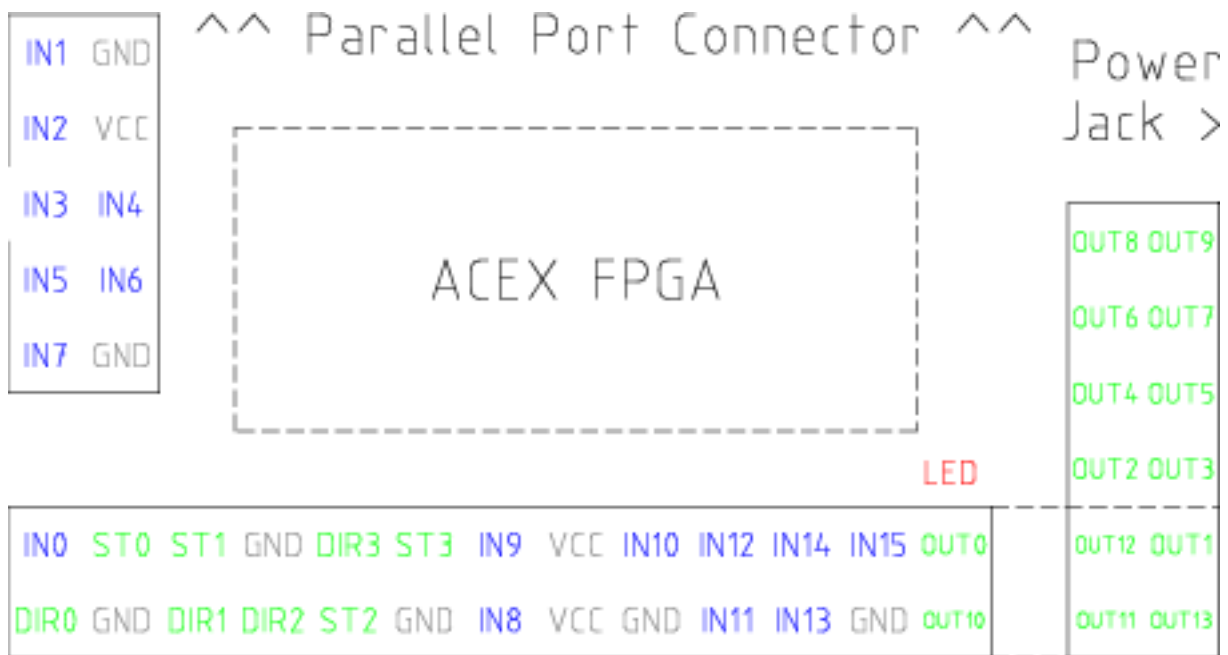 ^^ Parallel Port Connector ^^
Power
Jack >
IN1 GND
IN2 VCC
IN3 IN4
IN5 IN6
IN7 GND
ACEX FPGA
LED
OUT8 OUT9
OUT6 OUT7
OUT4 OUT5
OUT2 OUT3
OUT12 OUT1
OUT11 OUT13
IN0 ST0 ST1 GND DIR3 ST3 IN9 VCC IN10 IN12 IN14 IN15 OUT0
DIR0 GND DIR1 DIR2 ST2 GND IN8 VCC GND IN11 IN13 GND OUT10